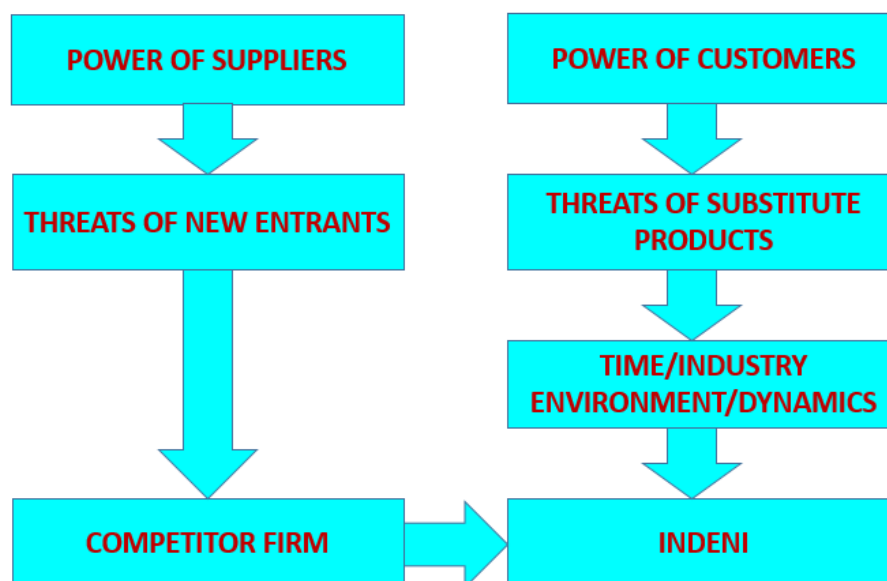 POWER OF SUPPLIERS
POWER OF CUSTOMERS
THREATS OF NEW ENTRANTS
THREATS OF SUBSTITUTE
PRODUCTS
TIME/INDUSTRY
ENVIRONMENT/DYNAMICS
COMPETITOR FIRM
INDENI